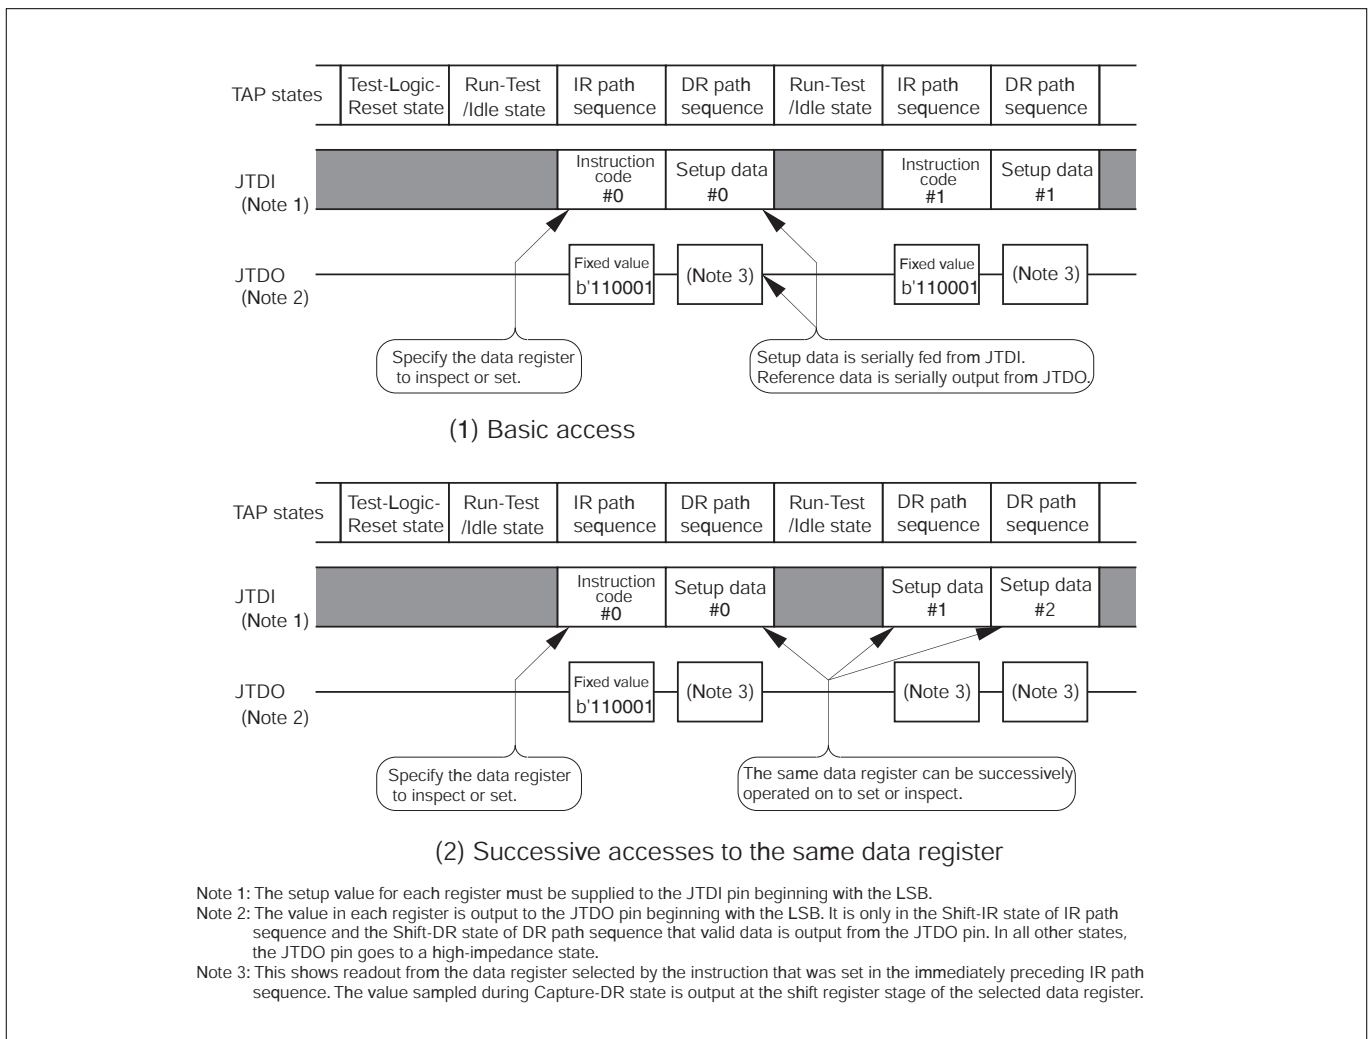 TAP states
Test-Logic-
Reset state
Run-Test
/Idle state
IR path
sequence
DR path
sequence
Run-Test
/Idle state
IR path
sequence
DR path
sequence
JTDI
(Note 1)
Instruction
code
#0
Setup data
#0
Instruction
code
#1
Setup data
#1
JTDO
(Note 2)
Fixed value
b'110001
(Note 3)
Fixed value
b'110001
(Note 3)
Specify the data register
to inspect or set.
Setup data is serially fed from JTDI.
Reference data is serially output from JTDO.
(1) Basic access
TAP states
Test-Logic-
Reset state
Run-Test
/Idle state
IR path
sequence
DR path
sequence
Run-Test
/Idle state
DR path
sequence
DR path
sequence
JTDI
(Note 1)
Instruction
code
#0
Setup data
#0
Setup data
#1
Setup data
#2
JTDO
(Note 2)
Fixed value
b'110001
(Note 3)
(Note 3)
(Note 3)
Specify the data register
to inspect or set.
The same data register can be successively
operated on to set or inspect.
(2) Successive accesses to the same data register
Note 1: The setup value for each register must be supplied to the JTDI pin beginning with the LSB.
Note 2: The value in each register is output to the JTDO pin beginning with the LSB. It is only in the Shift-IR state of IR path
sequence and the Shift-DR state of DR path sequence that valid data is output from the JTDO pin. In all other states,
the JTDO pin goes to a high-impedance state.
Note 3: This shows readout from the data register selected by the instruction that was set in the immediately preceding IR path
sequence. The value sampled during Capture-DR state is output at the shift register stage of the selected data register.